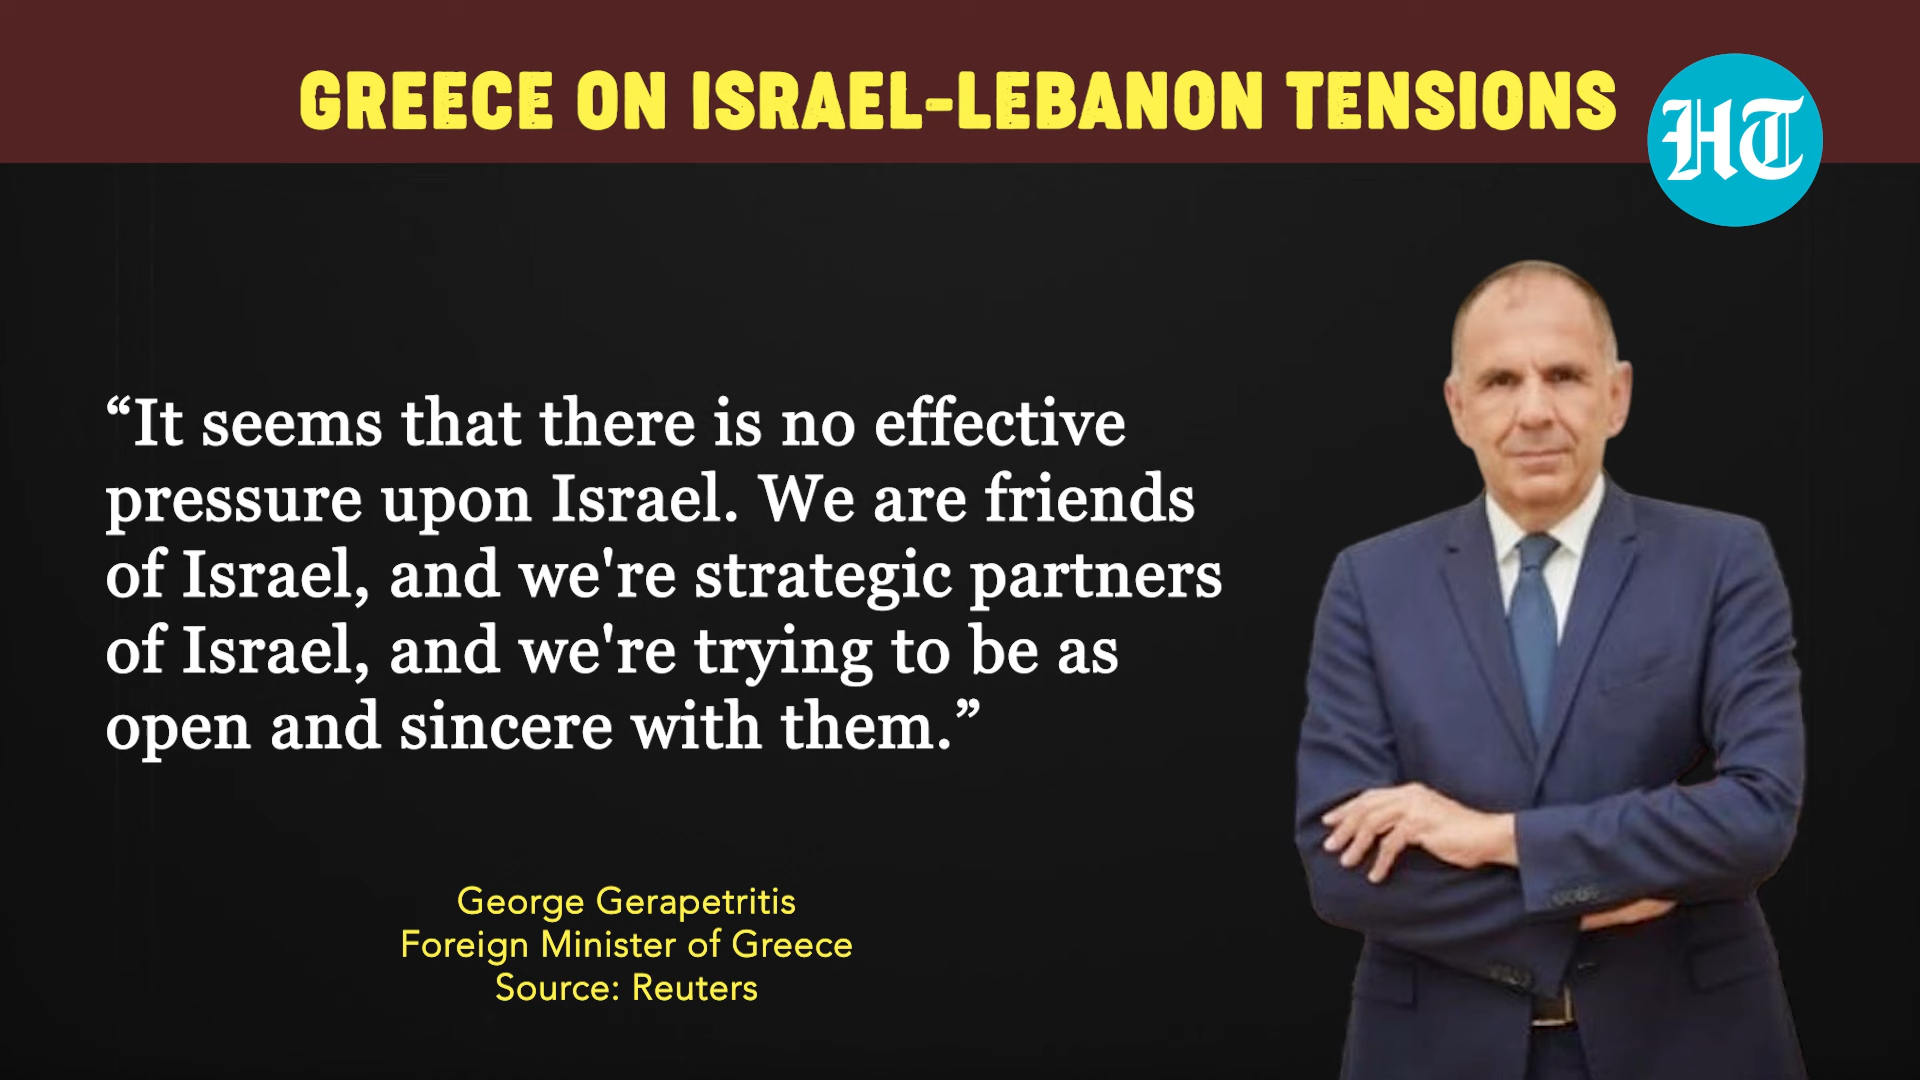 GREECE ON ISRAEL-LEBANON TENSIONS
HT
“It seems that there is no effective
pressure upon Israel. We are friends
of Israel, and we're strategic partners
of Israel, and we're trying to be as
open and sincere with them.”
George Gerapetritis
Foreign Minister of Greece
Source: Reuters